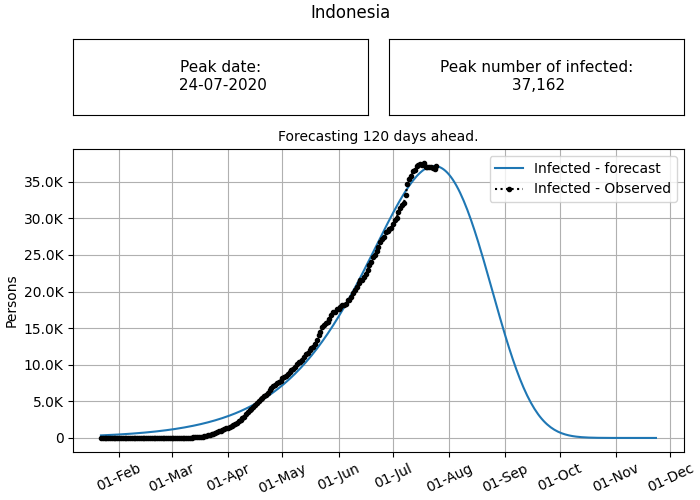 Indonesia
Peak date:
24-07-2020
Peak number of infected:
37,162
Forecasting 120 days ahead.
Infected - forecast
Infected - Observed
Persons
35.0K
30.0K
25.0K
20.0K
15.0K
10.0K
5.0K
0
01-Feb
01-Mar
01-Apr
01-May
01-Jun
01-Jul
01-Aug
01-Sep
01-Oct
01-Nov
01-Dec